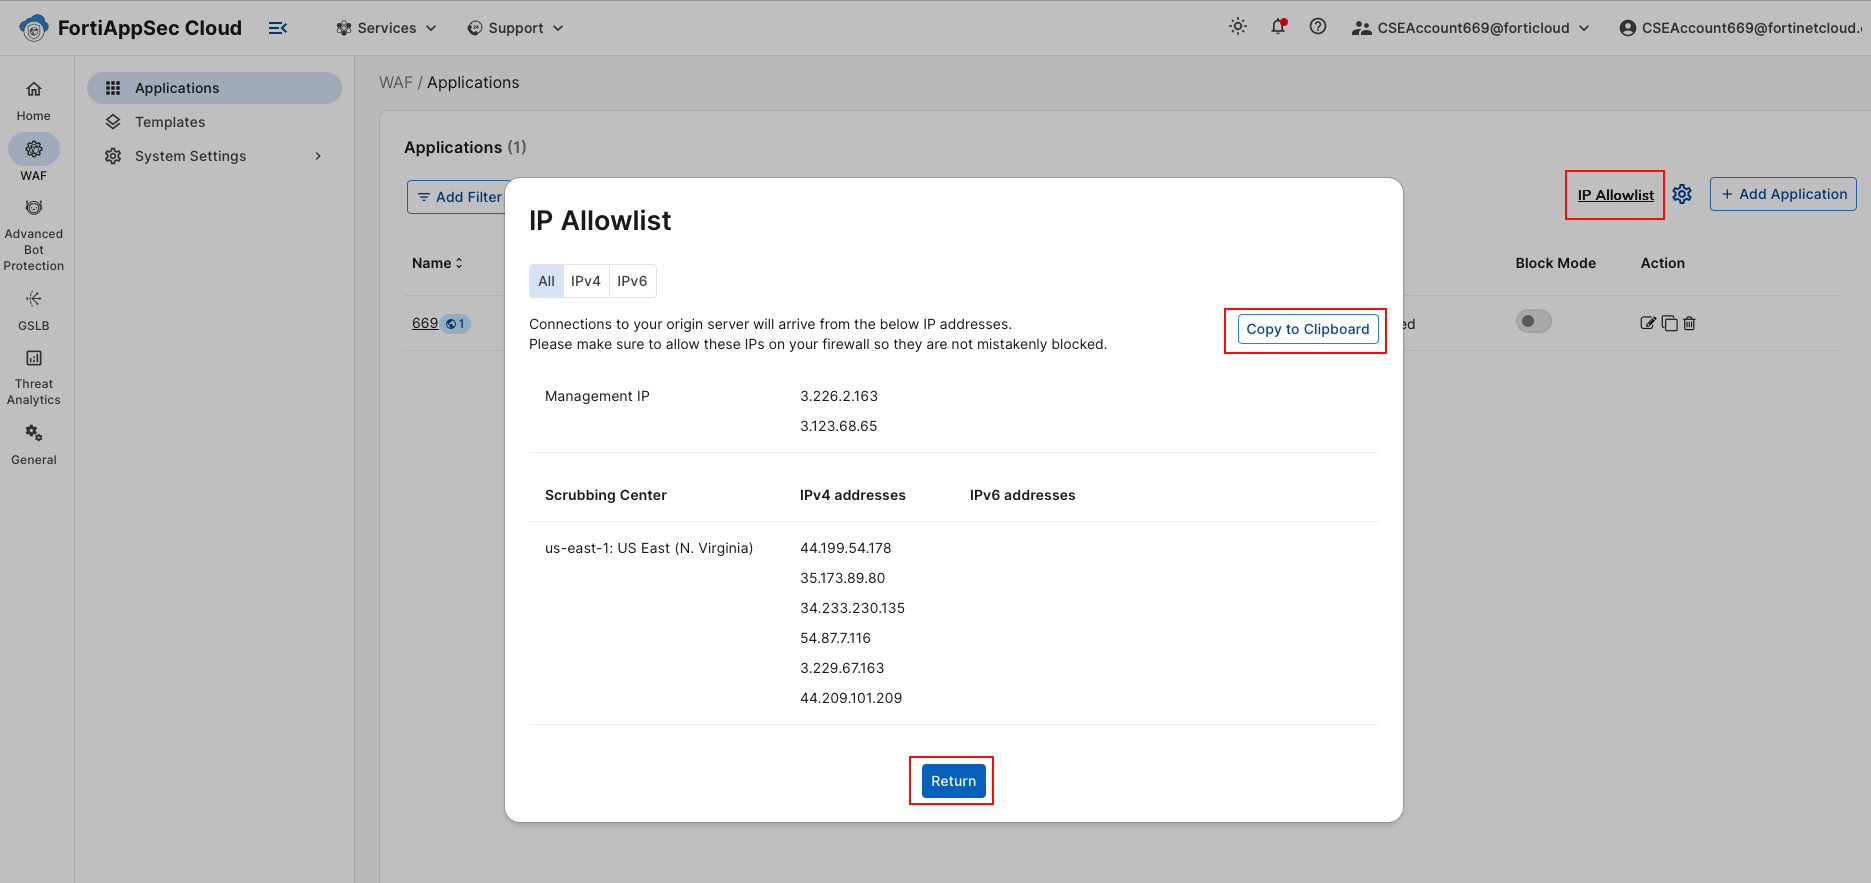 FortiAppSec Cloud
Services
Support
CSEAccount669@forticloud
CSEAccount669@fortinetcloud.
Home
WAF
Advanced
Bot
Protection
GSLB
Threat
Analytics
General
Applications
Templates
System Settings
WAF / Applications
Applications (1)
Add Filter
IP Allowlist
+ Add Application
Name
Block Mode
Action
669
1
ed
IP Allowlist
All
IPv4
IPv6
Connections to your origin server will arrive from the below IP addresses.
Please make sure to allow these IPs on your firewall so they are not mistakenly blocked.
Copy to Clipboard
Management IP
3.226.2.163
3.123.68.65
Scrubbing Center
IPv4 addresses
IPv6 addresses
us-east-1: US East (N. Virginia)
44.199.54.178
35.173.89.80
34.233.230.135
54.87.7.116
3.229.67.163
44.209.101.209
Return